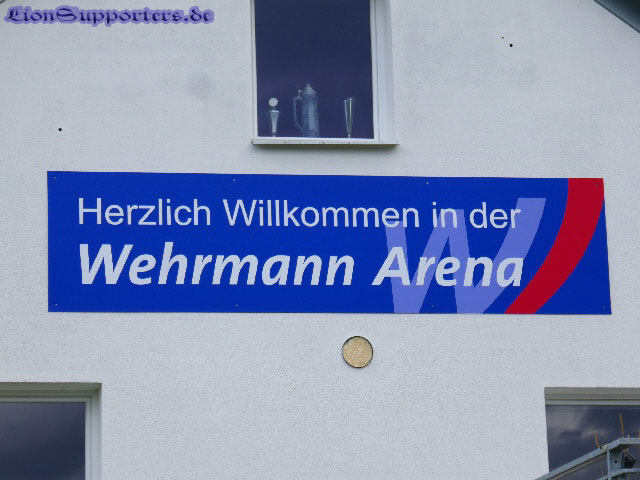 LionSupporters.de
Herzlich Willkommen in der
Wehrmann Arena
W